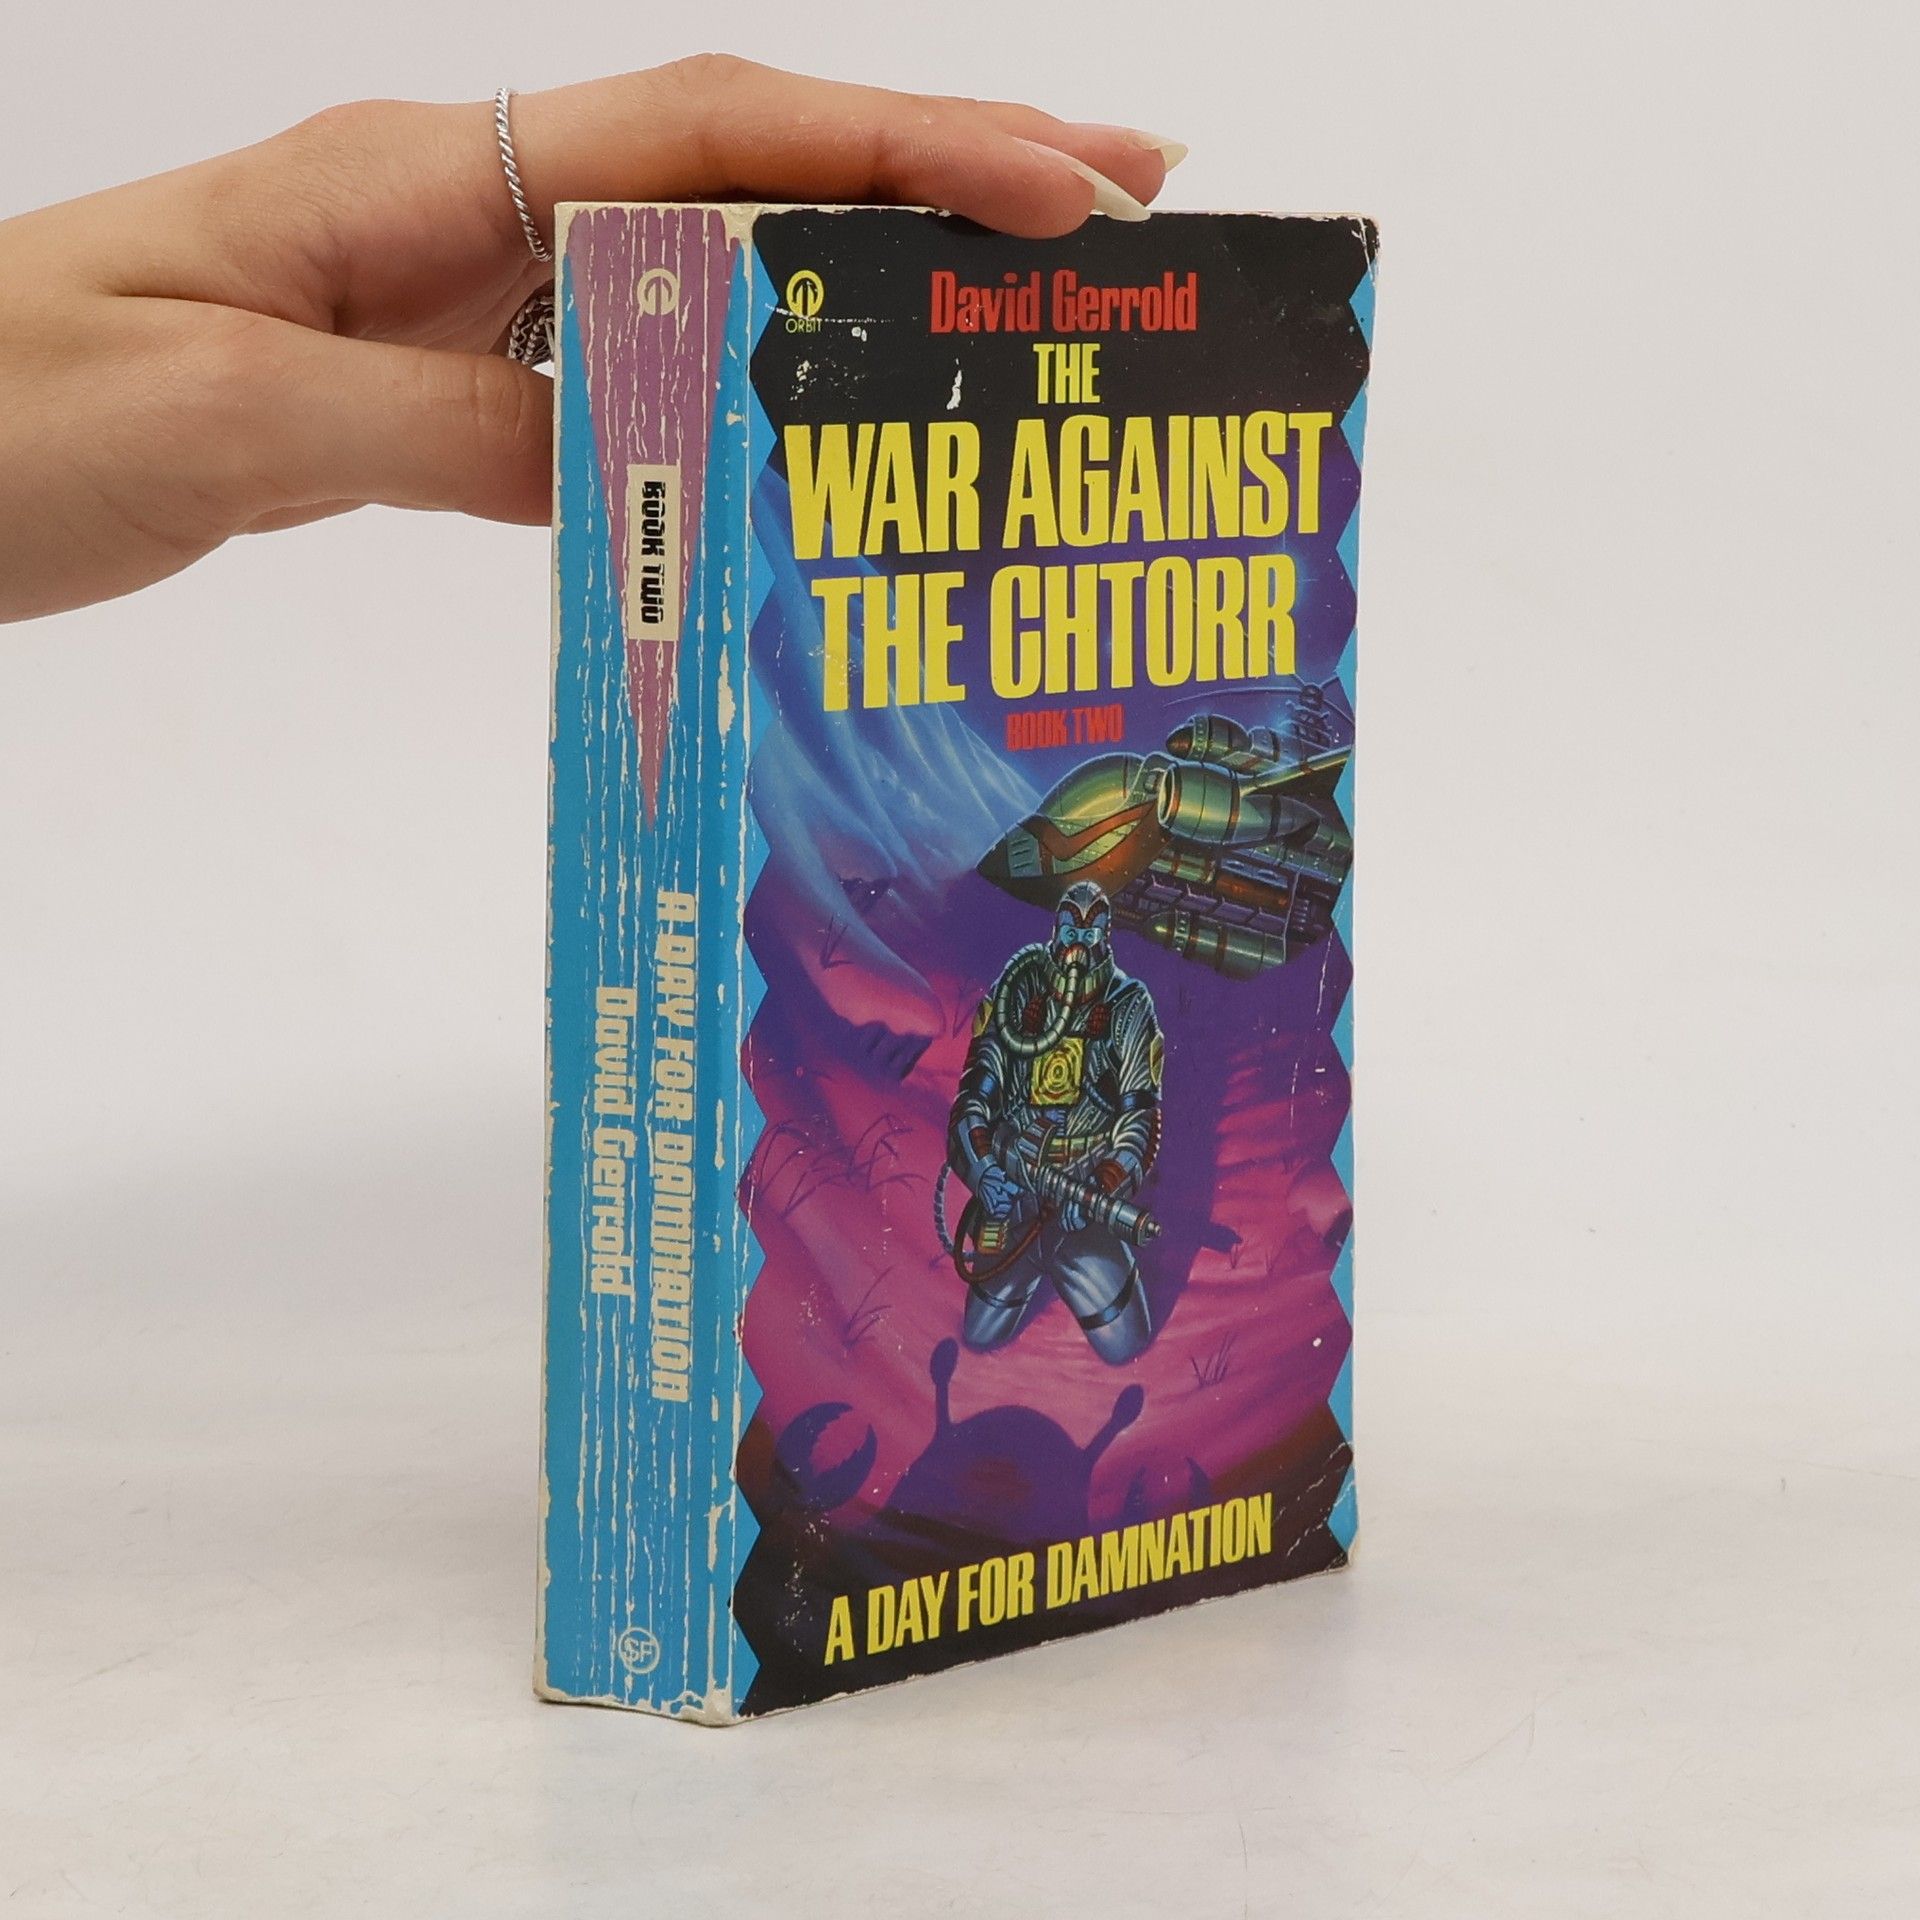 BOOK TWO
A DAY FOR DAMNATION
David Gerrold
SF
ORBIT
David Gerrold
THE
WAR AGAINST
THE CHTORR
BOOK TWO
A DAY FOR DAMNATION